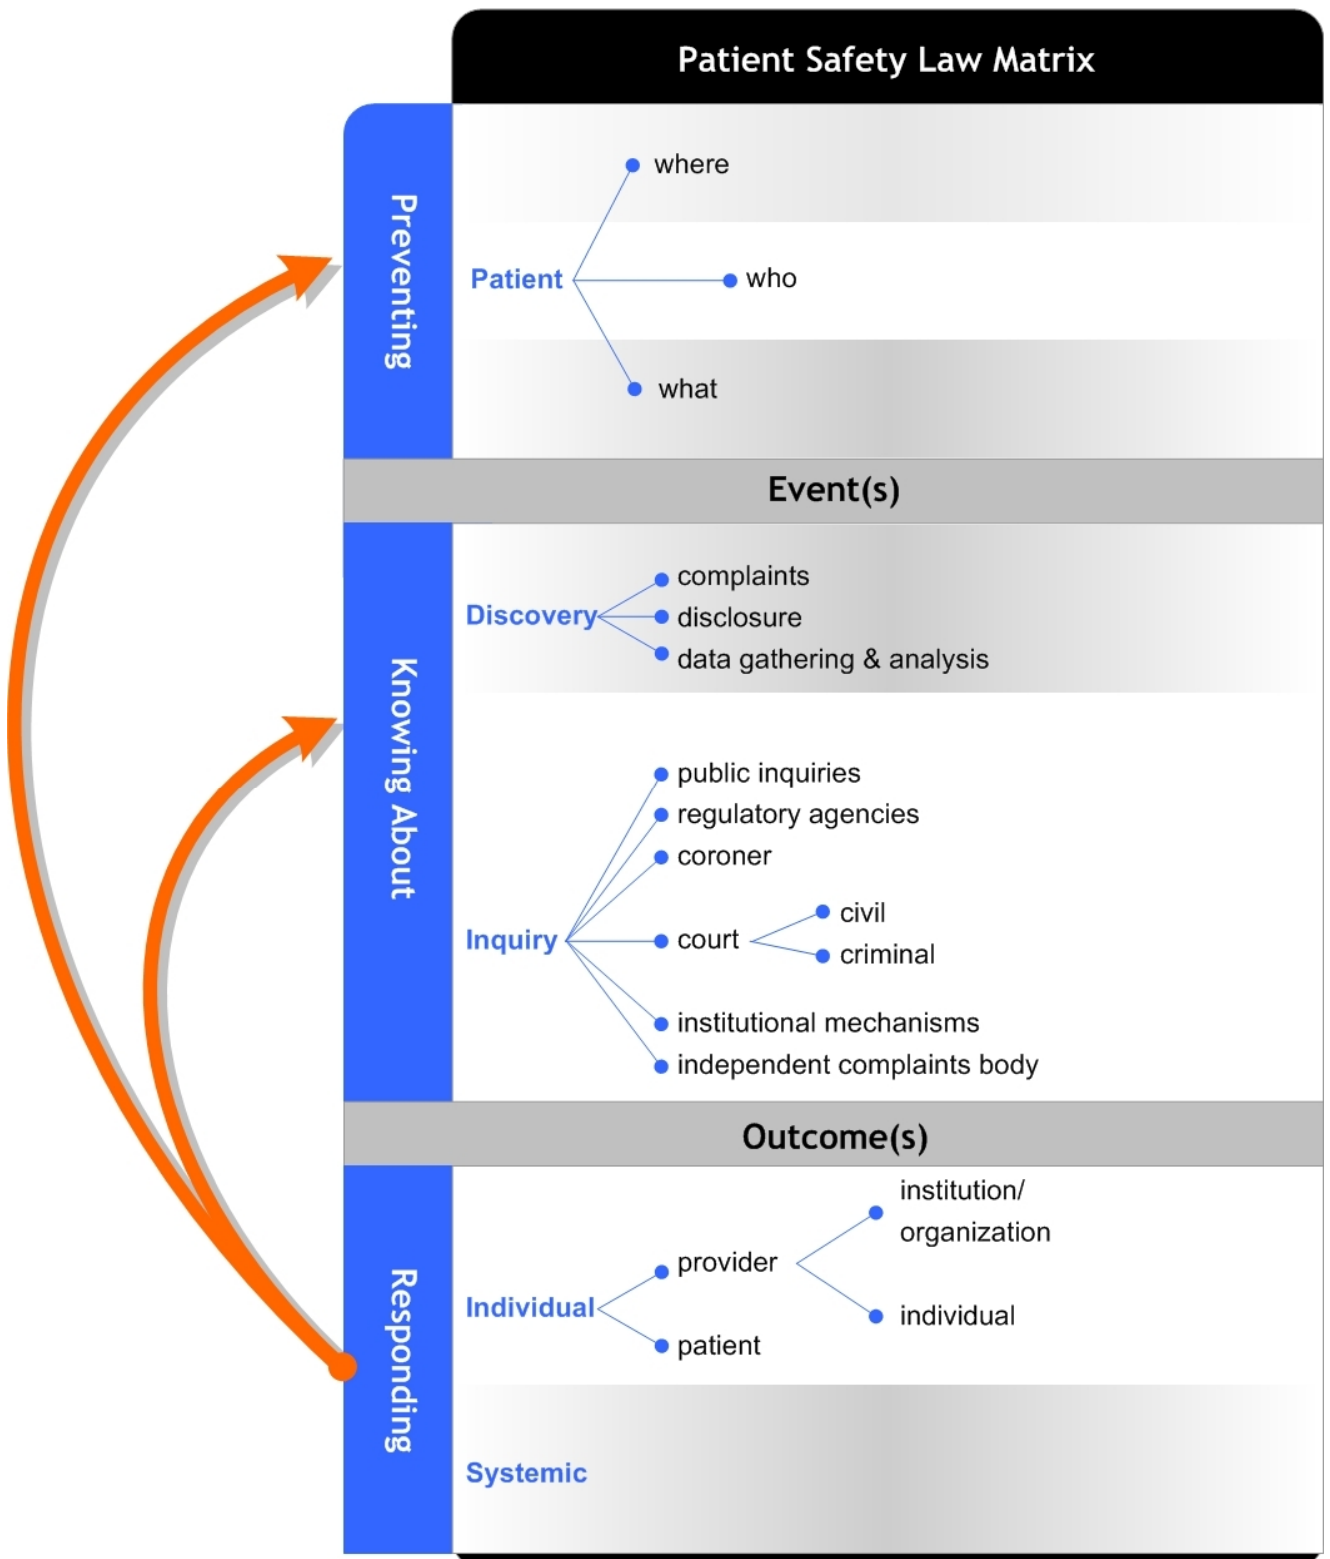 Patient Safety Law Matrix
Preventing
where
Patient
who
what
Event(s)
Knowing About
complaints
Discovery
disclosure
data gathering & analysis
public inquiries
regulatory agencies
coroner
civil
Inquiry
court
criminal
institutional mechanisms
independent complaints body
Outcome(s)
Responding
institution/
organization
provider
Individual
individual
patient
Systemic